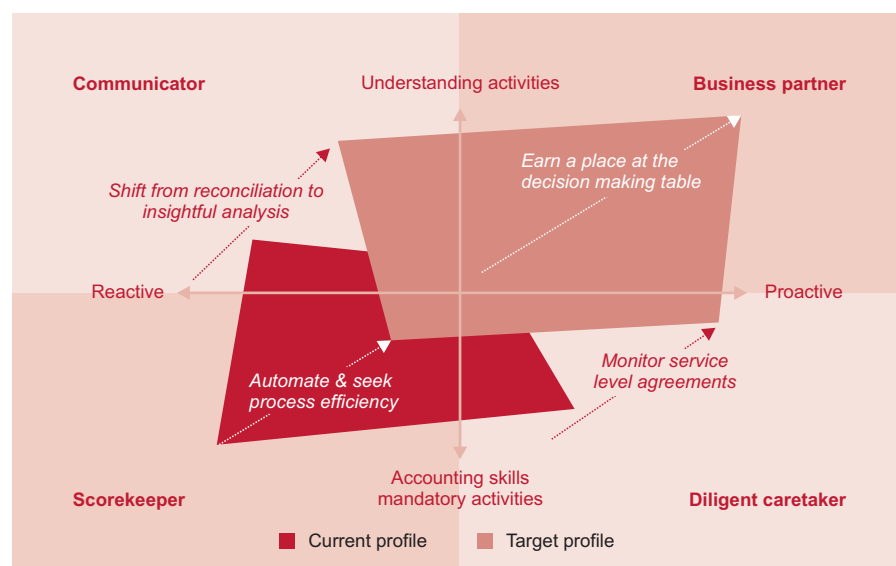 Communicator
Understanding activities
Business partner
Earn a place at the
decision making table
Shift from reconciliation to
insightful analysis
Reactive
Proactive
Automate & seek
process efficiency
Monitor service
level agreements
Scorekeeper
Accounting skills
mandatory activities
Diligent caretaker
Current profile
Target profile